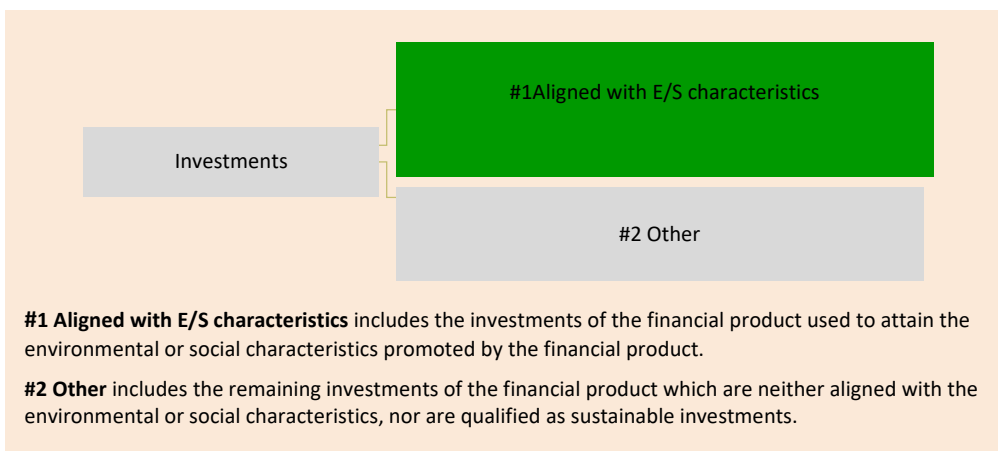 #1Aligned with E/S characteristics
Investments
#2 Other
#1 Aligned with E/S characteristics includes the investments of the financial product used to attain the
environmental or social characteristics promoted by the financial product.
#2 Other includes the remaining investments of the financial product which are neither aligned with the
environmental or social characteristics, nor are qualified as sustainable investments.